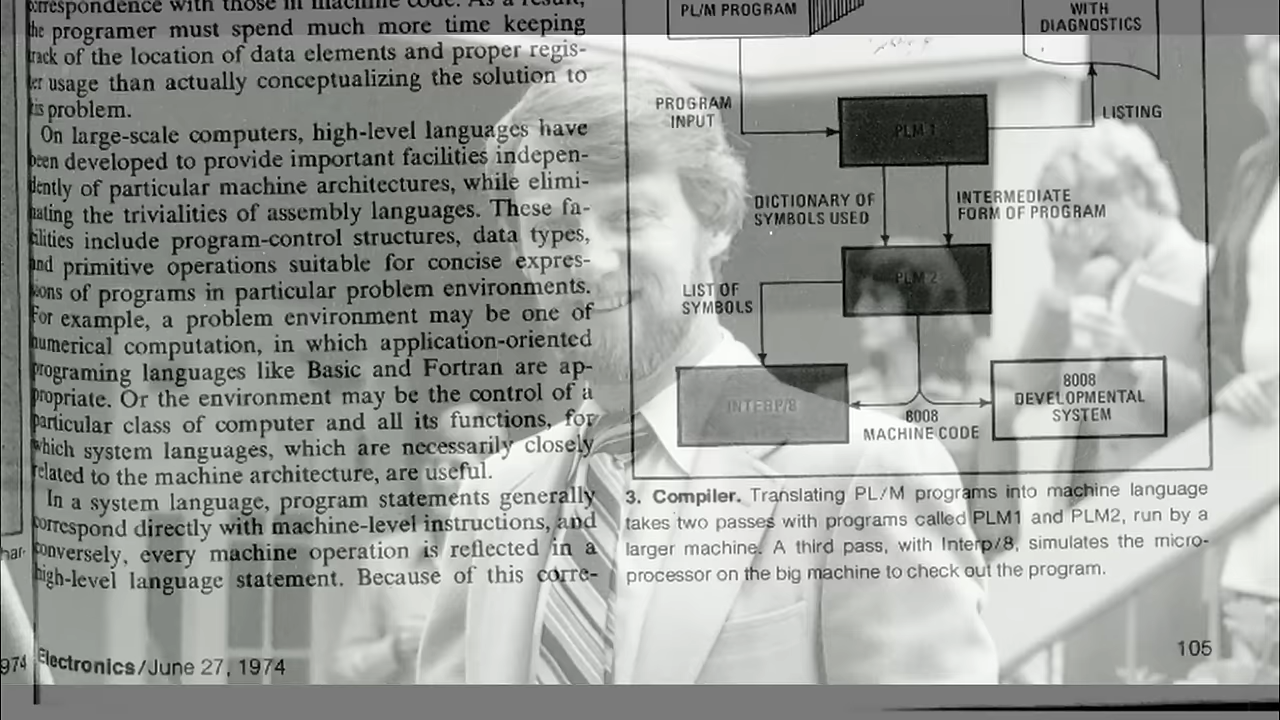 correspondence with those in machine code. As a result,
the programer must spend much more time keeping
track of the location of data elements and proper regis-
ter usage than actually conceptualizing the solution to
his problem.
On large-scale computers, high-level languages have
been developed to provide important facilities indepen-
dently of particular machine architectures, while elimi-
nating the trivialities of assembly languages. These fa-
cilities include program-control structures, data types,
and primitive operations suitable for concise expres-
sions of programs in particular problem environments.
For example, a problem environment may be one of
numerical computation, in which application-oriented
programing languages like Basic and Fortran are ap-
propriate. Or the environment may be the control of a
particular class of computer and all its functions, for
which system languages, which are necessarily closely
related to the machine architecture, are useful.
In a system language, program statements generally
correspond directly with machine-level instructions, and
conversely, every machine operation is reflected in a
high-level language statement. Because of this corre-
974 Electronics/June 27, 1974
PL/M PROGRAM
WITH
DIAGNOSTICS
PROGRAM
INPUT
PLM 1
LISTING
DICTIONARY OF
SYMBOLS USED
INTERMEDIATE
FORM OF PROGRAM
PLM 2
LIST OF
SYMBOLS
INTERP/8
8008
MACHINE CODE
8008
DEVELOPMENTAL
SYSTEM
3. Compiler. Translating PL/M programs into machine language
takes two passes with programs called PLM1 and PLM2, run by a
larger machine. A third pass, with Interp/8, simulates the micro-
processor on the big machine to check out the program.
105